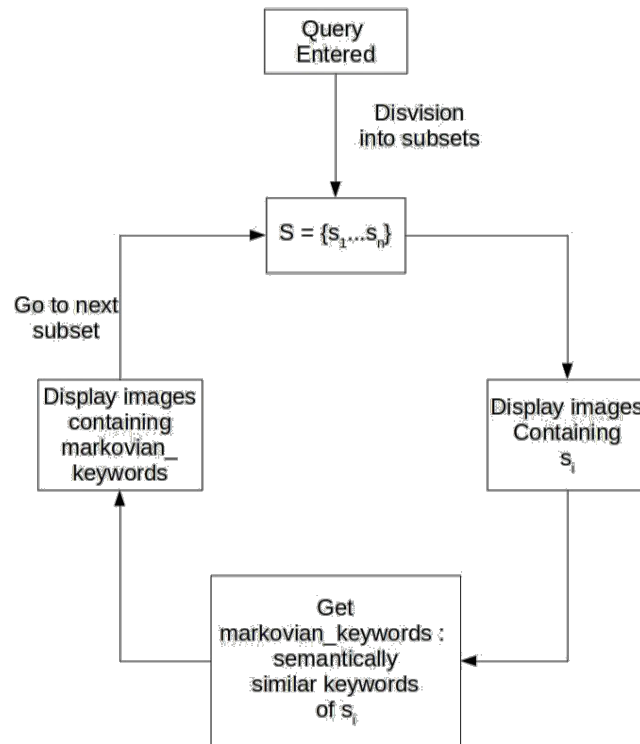 Query
Entered
Disvision
into subsets
S = {s₁...sₙ}
Display images
Containing
sᵢ
Get
markovian_keywords :
semantically
similar keywords
of sᵢ
Display images
containing
markovian_
keywords
Go to next
subset